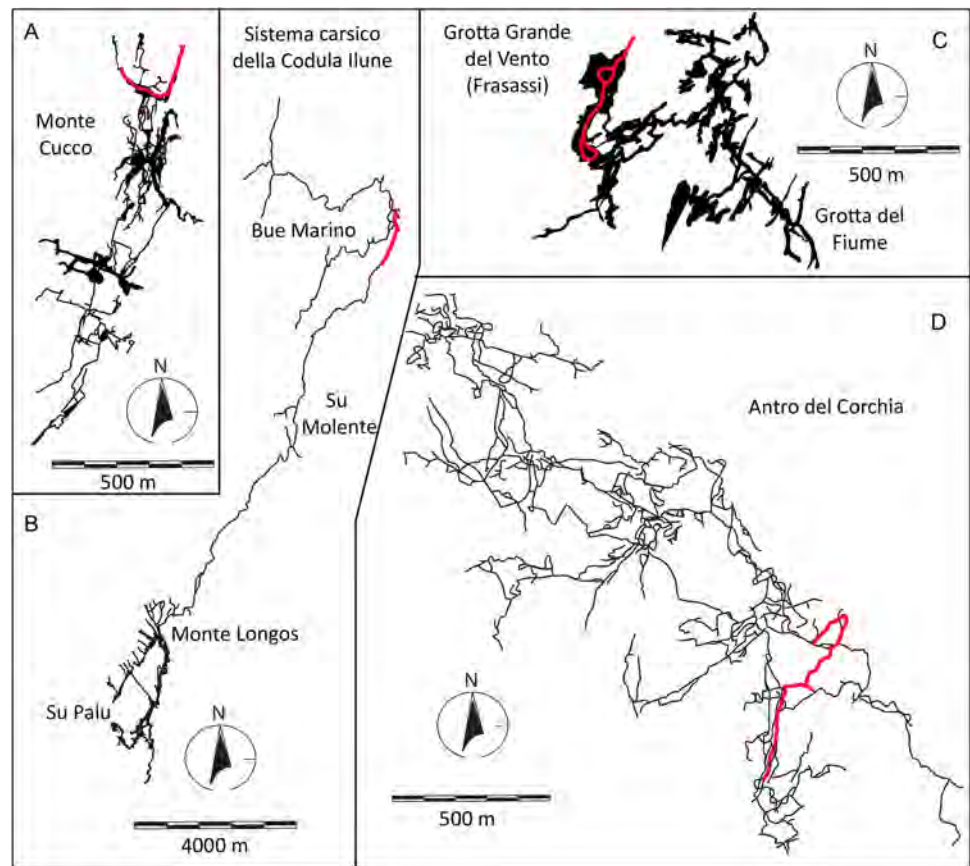 A
Monte
Cucco
N
500 m
B
Sistema carsico
della Codula Ilune
Bue Marino
Su
Molente
Monte Longos
Su Palu
N
4000 m
C
Grotta Grande
del Vento
(Frasassi)
N
500 m
Grotta del
Fiume
D
Antro del Corchia
N
500 m